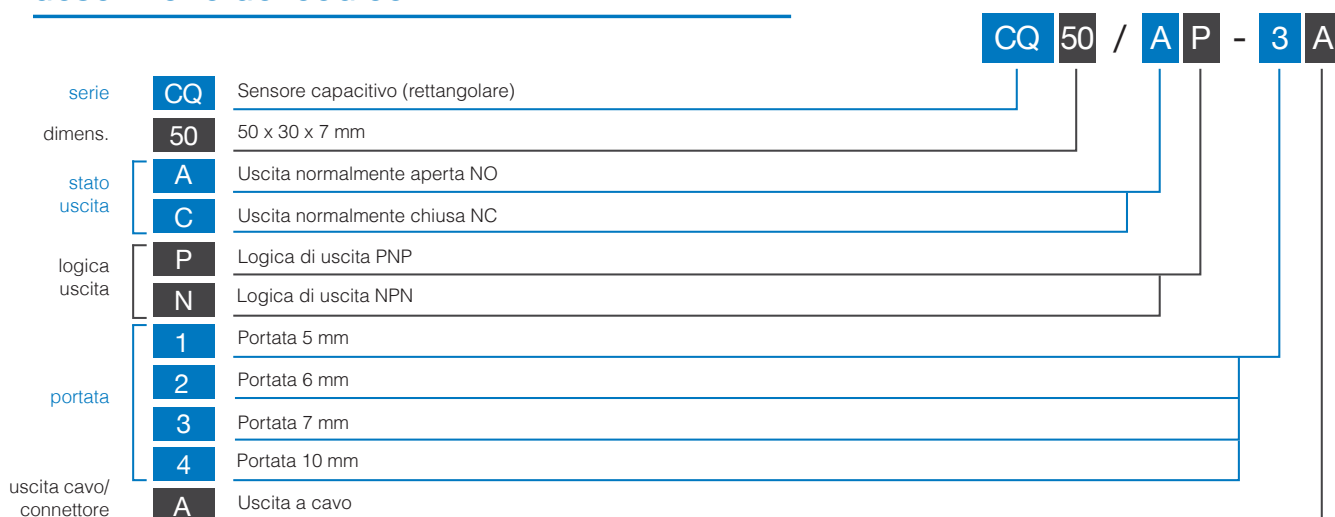 CQ 50 / A P - 3 A
serie CQ Sensore capacitivo (rettangolare)
dimens. 50 50 x 30 x 7 mm
stato
uscita
A Uscita normalmente aperta NO
C Uscita normalmente chiusa NC
logica
uscita
P Logica di uscita PNP
N Logica di uscita NPN
portata
1 Portata 5 mm
2 Portata 6 mm
3 Portata 7 mm
4 Portata 10 mm
uscita cavo/
connettore
A Uscita a cavo